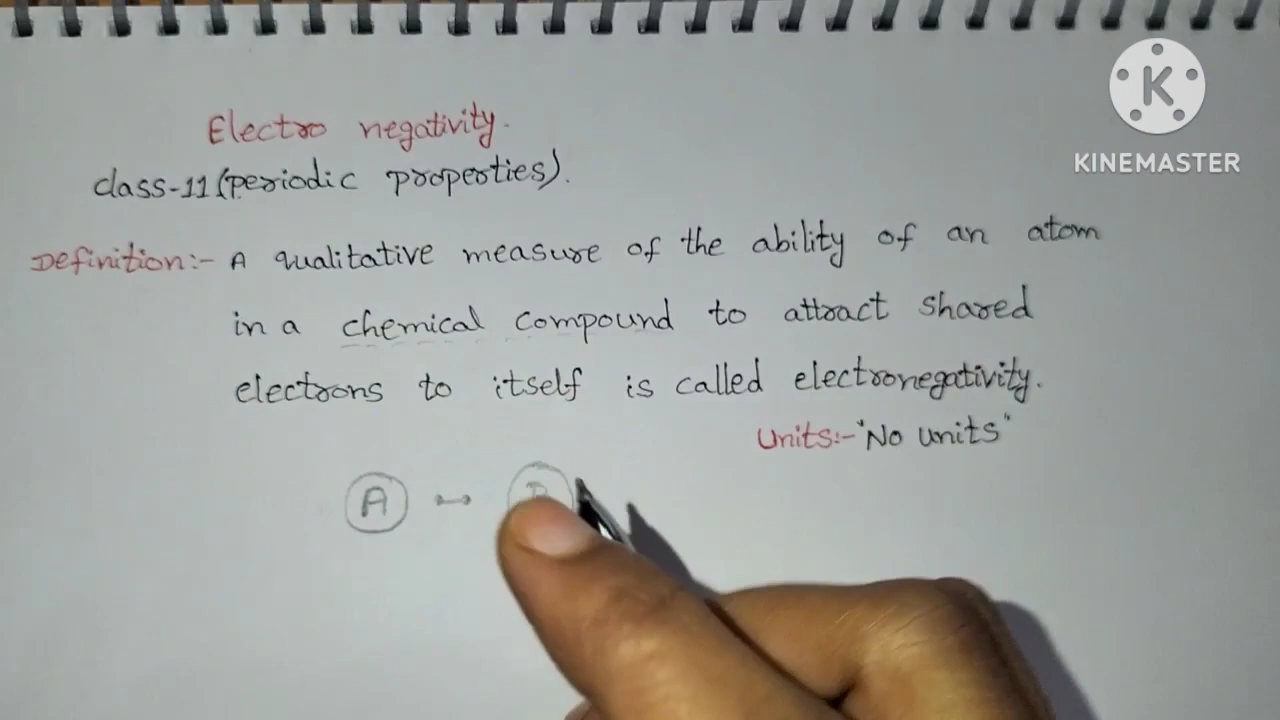 Electro negativity.
class-11 (periodic properties).
Definition:- A qualitative measure of the ability of an atom
in a chemical compound to attract shared
electrons to itself is called electronegativity.
Units:- "No units"
A
K
KINEMASTER